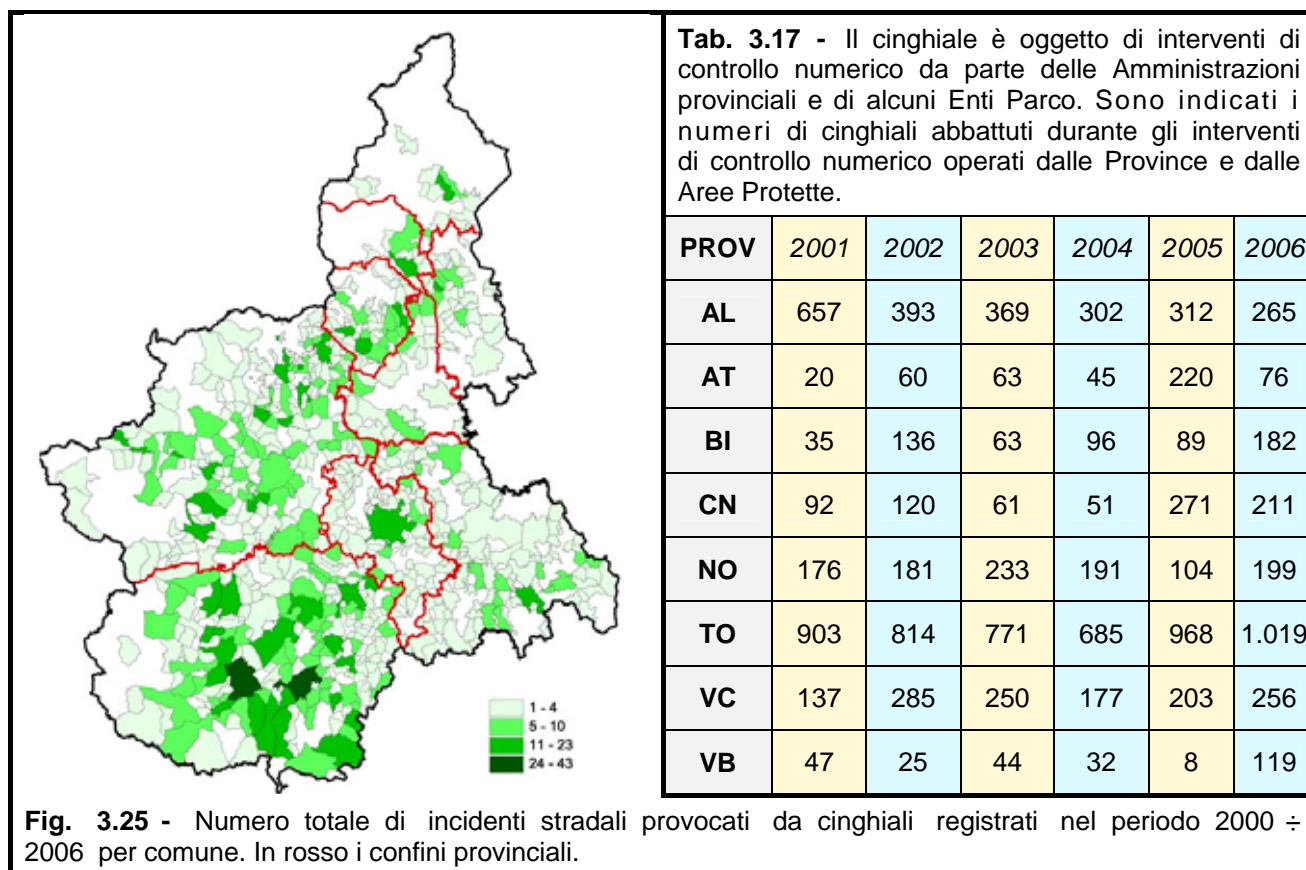 Tab. 3.17 - Il cinghiale è oggetto di interventi di
controllo numerico da parte delle Amministrazioni
provinciali e di alcuni Enti Parco. Sono indicati i
numeri di cinghiali abbattuti durante gli interventi
di controllo numerico operati dalle Province e dalle
Aree Protette.
PROV 2001 2002 2003 2004 2005 2006
AL 657 393 369 302 312 265
AT 20 60 63 45 220 76
BI 35 136 63 96 89 182
CN 92 120 61 51 271 211
NO 176 181 233 191 104 199
TO 903 814 771 685 968 1.019
VC 137 285 250 177 203 256
VB 47 25 44 32 8 119
1 - 4
5 - 10
11 - 23
24 - 43
Fig. 3.25 - Numero totale di incidenti stradali provocati da cinghiali registrati nel periodo 2000 ÷
2006 per comune. In rosso i confini provinciali.